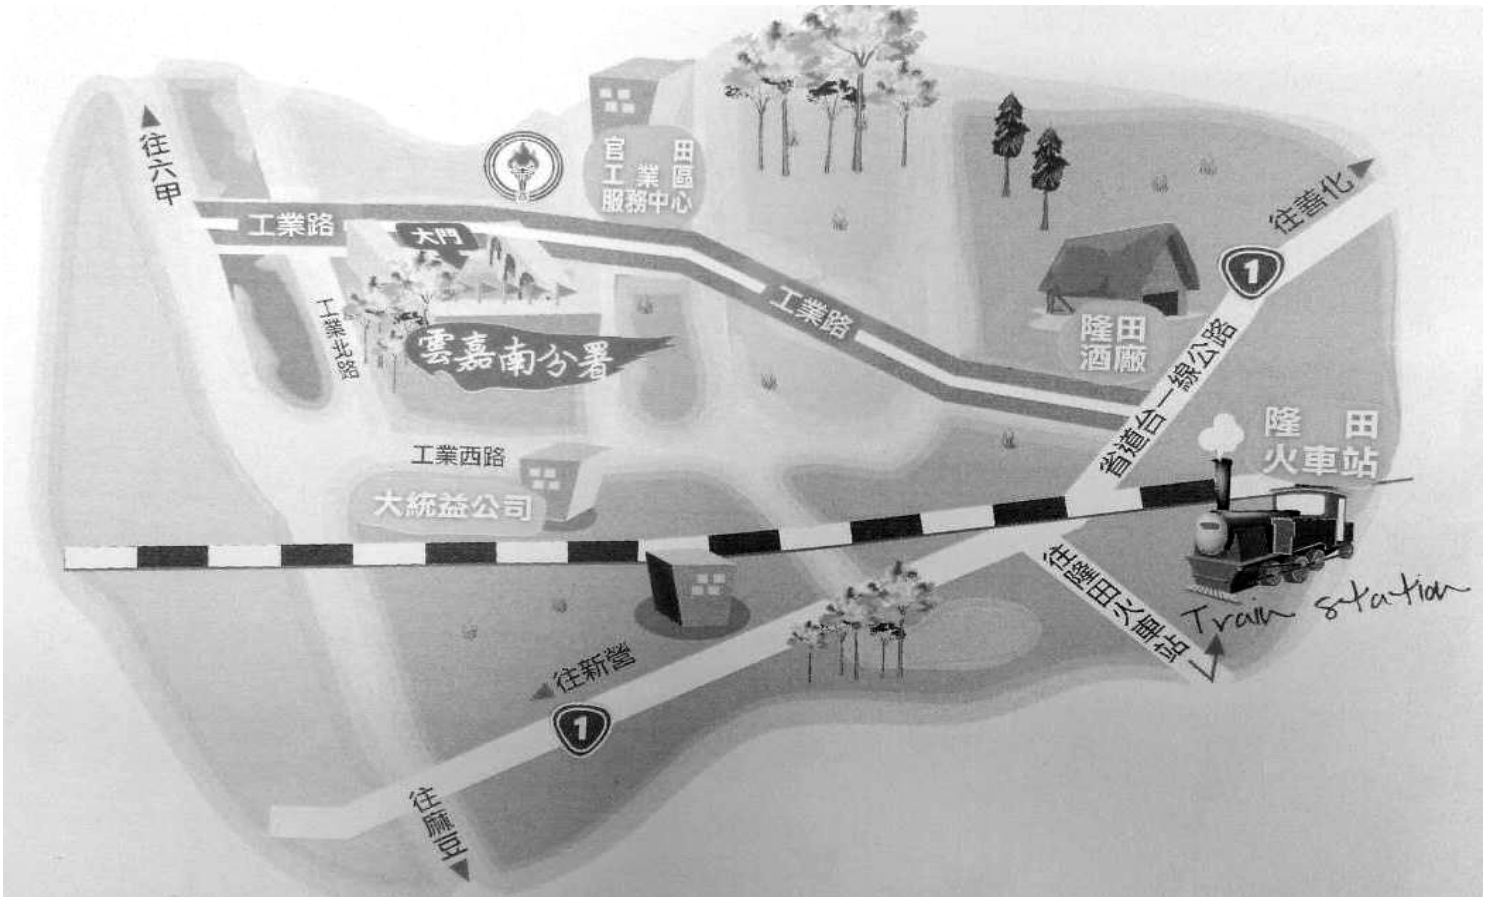 往六甲
官田
工業區
服務中心
工業路
大門
工業北路
雲嘉南分署
工業路
往善化
1
隆田
酒廠
省道台一線公路
隆田
火車站
工業西路
大統益公司
往隆田火車站
Train station
往新營
1
往麻豆